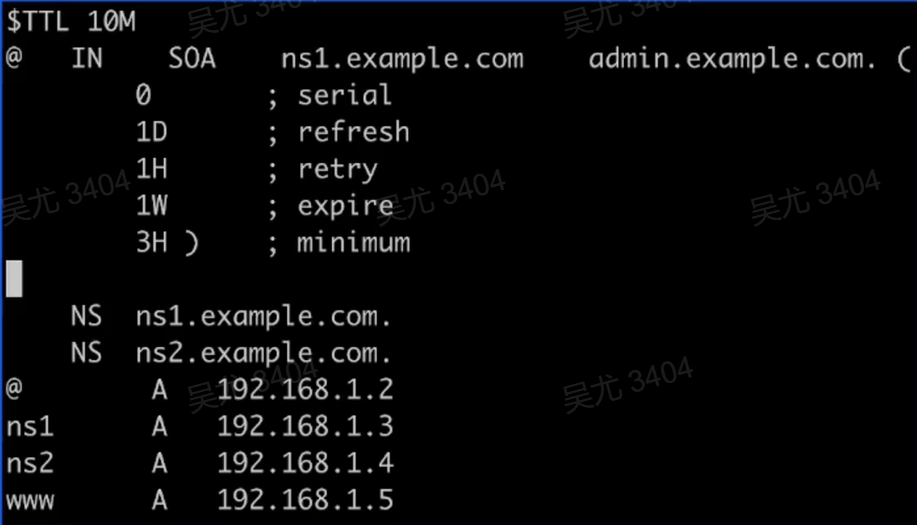 $TTL 10M
@ IN SOA ns1.example.com admin.example.com. (
0 ; serial
1D ; refresh
1H ; retry
1W ; expire
3H ) ; minimum
NS ns1.example.com.
NS ns2.example.com.
@ A 192.168.1.2
ns1 A 192.168.1.3
ns2 A 192.168.1.4
www A 192.168.1.5
吴尤 3404
吴尤 3404
吴尤 3404
吴尤 3404
吴尤 3404
吴尤 3404
吴尤 3404